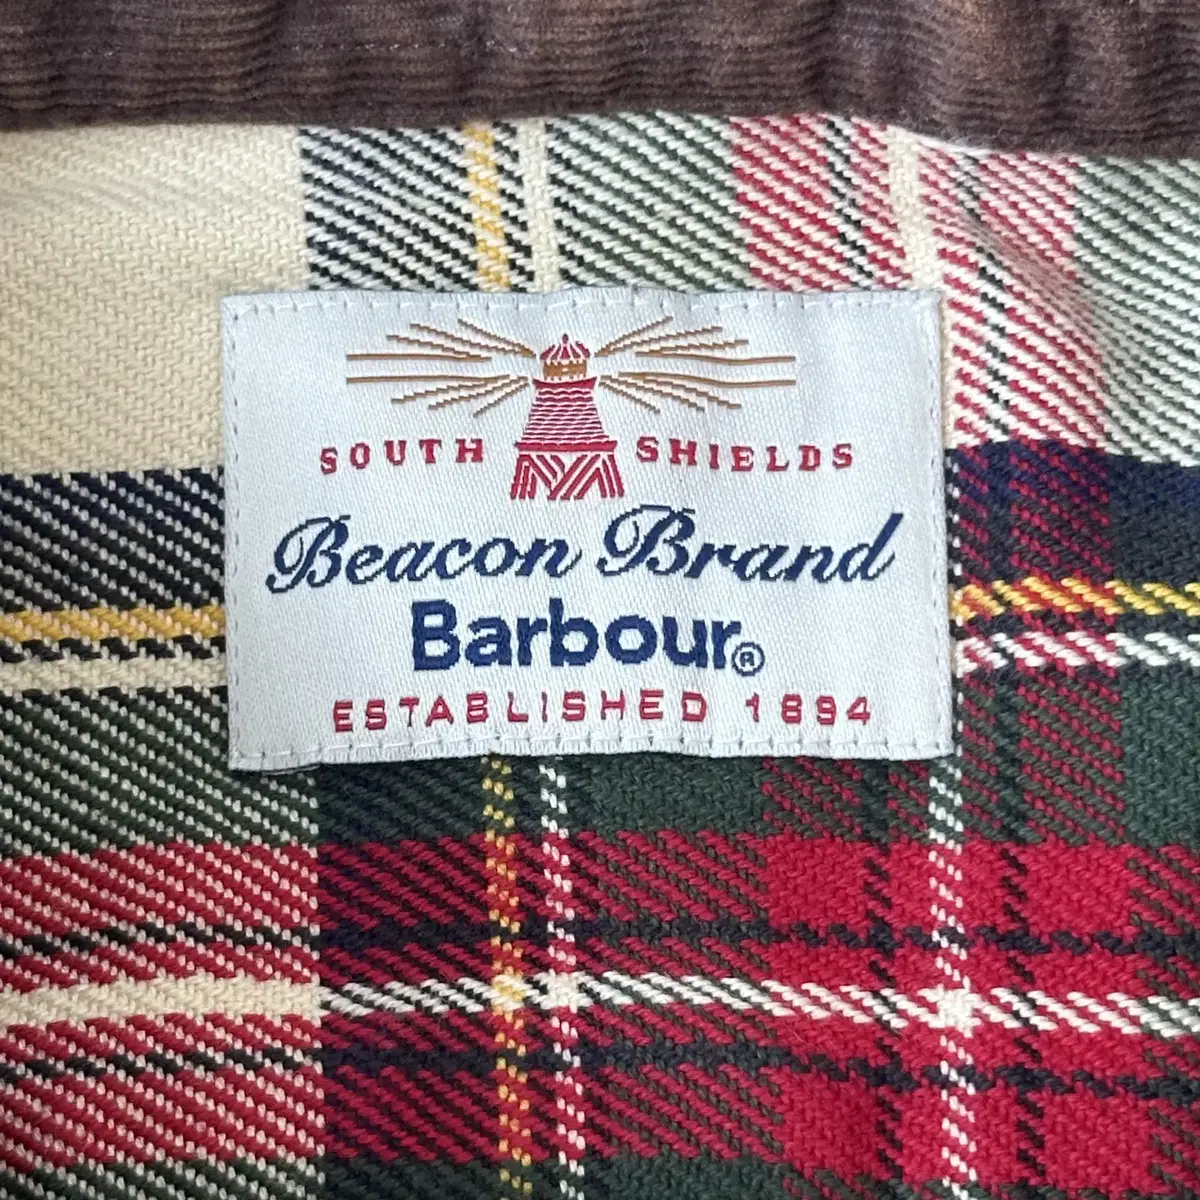 SOUTH SHIELDS
Beacon Brand
Barbour®
ESTABLISHED 1894